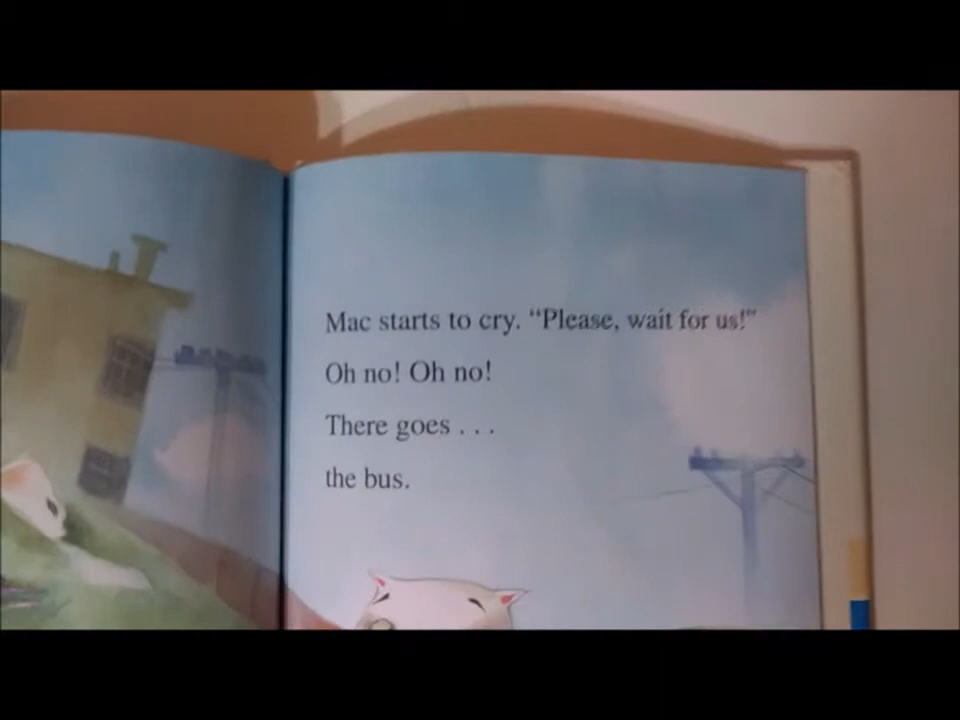 Mac starts to cry. “Please, wait for us!”
Oh no! Oh no!
There goes . . .
the bus.